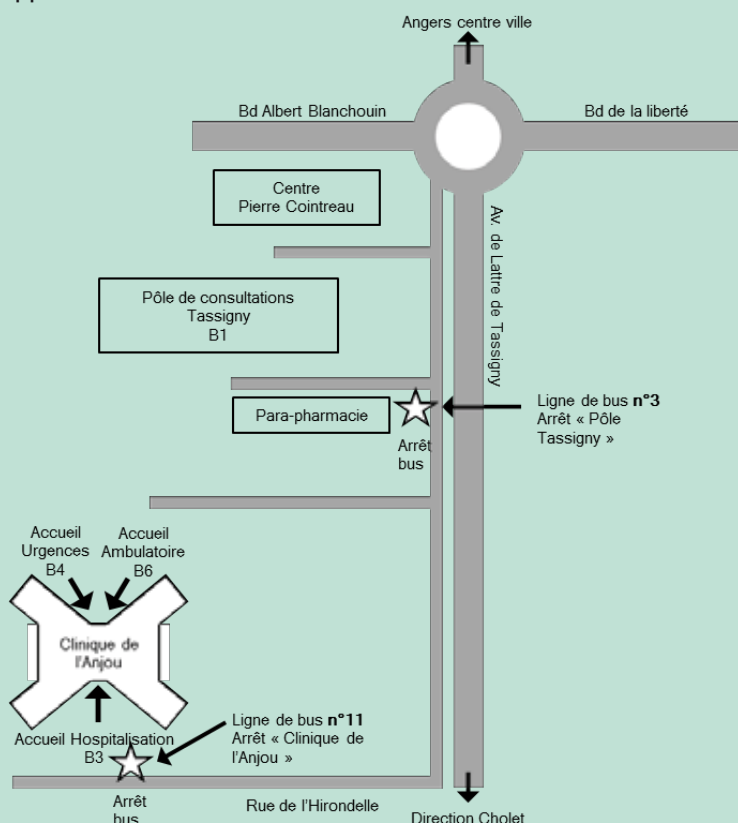 Angers centre ville
Bd Albert Blanchouin
Bd de la liberté
Centre
Pierre Cointreau
Av. de Lattre de Tassigny
Pôle de consultations
Tassigny
B1
Para-pharmacie
Arrêt
bus
Ligne de bus n°3
Arrêt « Pôle
Tassigny »
Accueil
Urgences
B4
Accueil
Ambulatoire
B6
Clinique de
l'Anjou
Accueil Hospitalisation
B3
Ligne de bus n°11
Arrêt « Clinique de
l'Anjou »
Arrêt
bus
Rue de l'Hirondelle
Direction Cholet